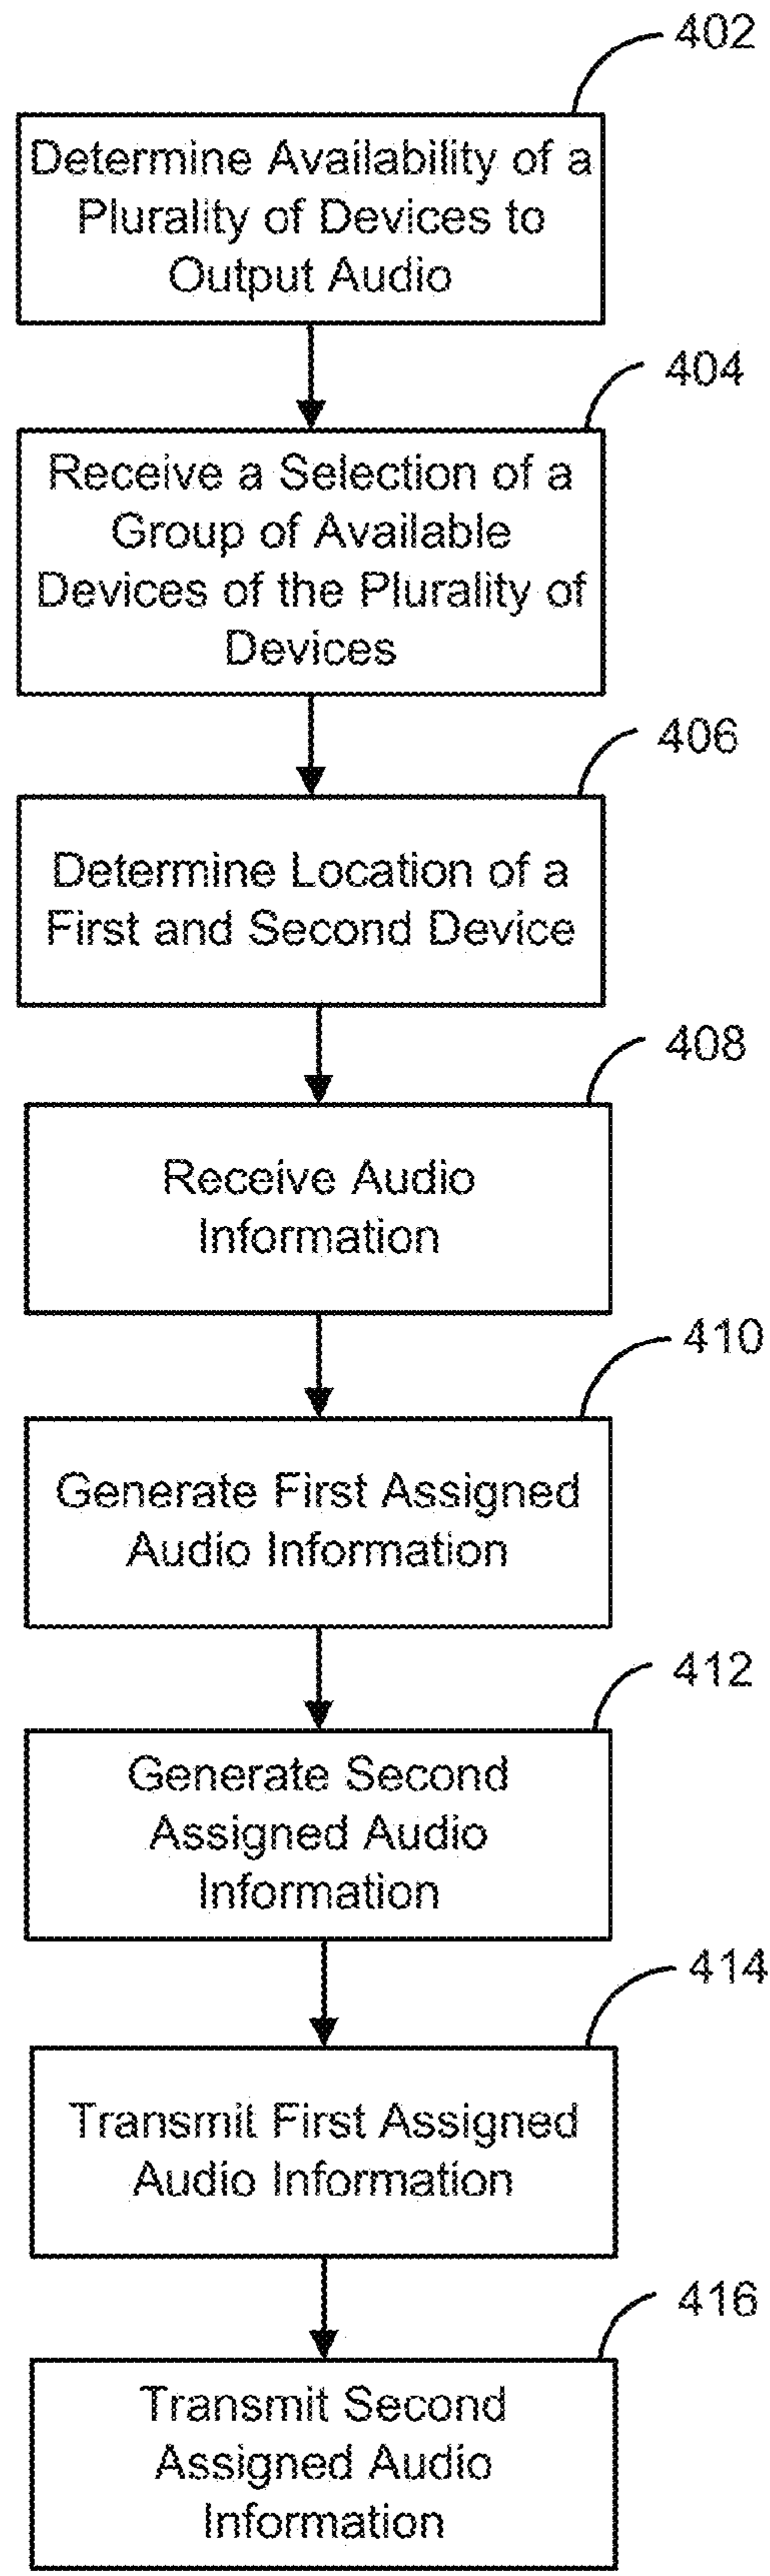 402
Determine Availability of a
Plurality of Devices to
Output Audio
404
Receive a Selection of a
Group of Available
Devices of the Plurality of
Devices
406
Determine Location of a
First and Second Device
408
Receive Audio
Information
410
Generate First Assigned
Audio Information
412
Generate Second
Assigned Audio
Information
414
Transmit First Assigned
Audio Information
416
Transmit Second
Assigned Audio
Information